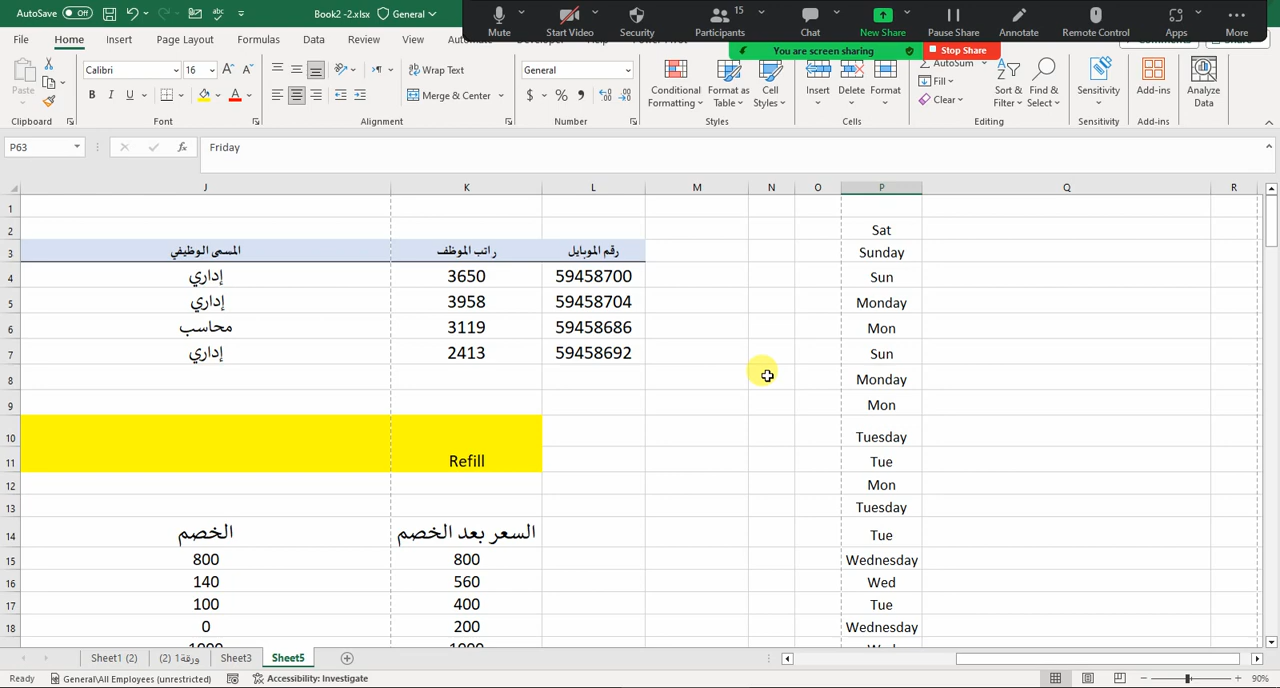 AutoSave Off Book2 -2.xlsx General
Mute Start Video Security Participants 15 Chat New Share Pause Share Annotate Remote Control Apps More
You are screen sharing Stop Share
File Home Insert Page Layout Formulas Data Review View
Paste Calibri 16 B I U Wrap Text Merge & Center General $ % Conditional Formatting Format as Table Cell Styles Insert Delete Format AutoSum Fill Clear Sort & Filter Find & Select Sensitivity Add-ins Analyze Data
Clipboard Font Alignment Number Styles Cells Editing Sensitivity Add-ins
P63 fx Friday
J K L M N O P Q R
1
2 Sat
3 المسمى الوظيفي راتب الموظف رقم الموبايل Sunday
4 إداري 3650 59458700 Sun
5 إداري 3958 59458704 Monday
6 محاسب 3119 59458686 Mon
7 إداري 2413 59458692 Sun
8 Monday
9 Mon
10 Tuesday
11 Refill Tue
12 Mon
13 Tuesday
14 الخصم السعر بعد الخصم Tue
15 800 800 Wednesday
16 140 560 Wed
17 100 400 Tue
18 0 200 Wednesday
Sheet1 (2) ورقة1 (2) Sheet3 Sheet5
Ready General\All Employees (unrestricted) Accessibility: Investigate 90%